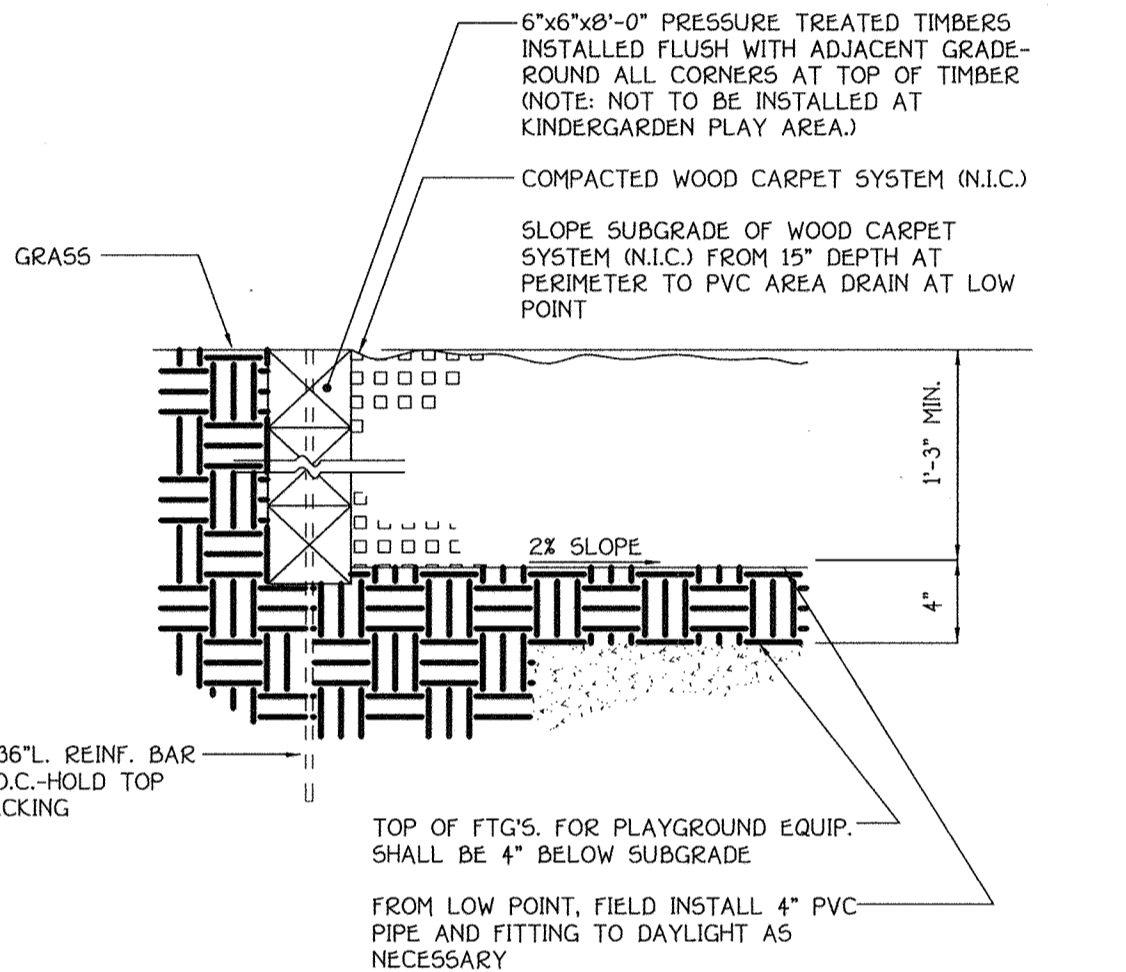 6"x6"x8'-0" PRESSURE TREATED TIMBERS
INSTALLED FLUSH WITH ADJACENT GRADE-
ROUND ALL CORNERS AT TOP OF TIMBER
(NOTE: NOT TO BE INSTALLED AT
KINDERGARDEN PLAY AREA.)
COMPACTED WOOD CARPET SYSTEM (N.I.C.)
SLOPE SUBGRADE OF WOOD CARPET
SYSTEM (N.I.C.) FROM 15" DEPTH AT
PERIMETER TO PVC AREA DRAIN AT LOW
POINT
GRASS
1'-3" MIN.
2% SLOPE
4"
36"L. REINF. BAR
O.C.-HOLD TOP
TOP OF FTG'S. FOR PLAYGROUND EQUIP.
SHALL BE 4" BELOW SUBGRADE
FROM LOW POINT, FIELD INSTALL 4" PVC
PIPE AND FITTING TO DAYLIGHT AS
NECESSARY